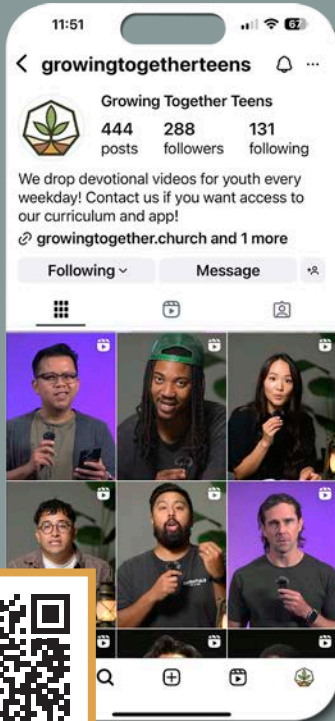 11:51
67
growingtogetherteens
Growing Together Teens
444 288 131
posts followers following
We drop devotional videos for youth every
weekday! Contact us if you want access to
our curriculum and app!
growingtogether.church and 1 more
Following Message